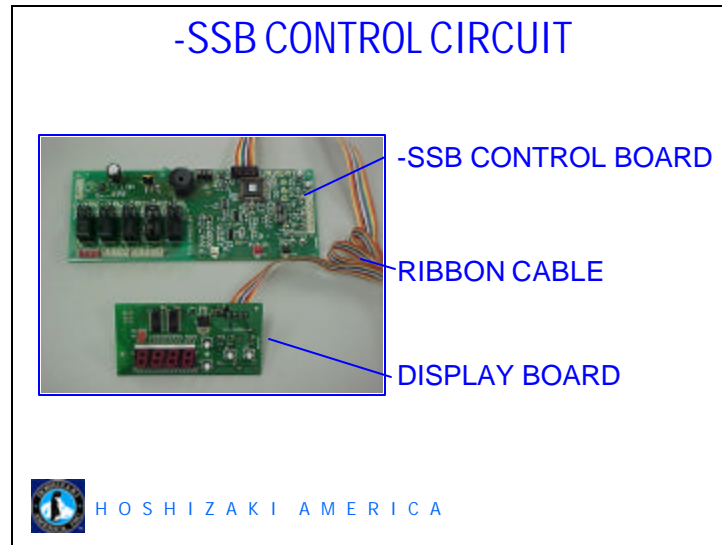 -SSB CONTROL CIRCUIT
-SSB CONTROL BOARD
RIBBON CABLE
DISPLAY BOARD
HOSHIZAKI AMERICA